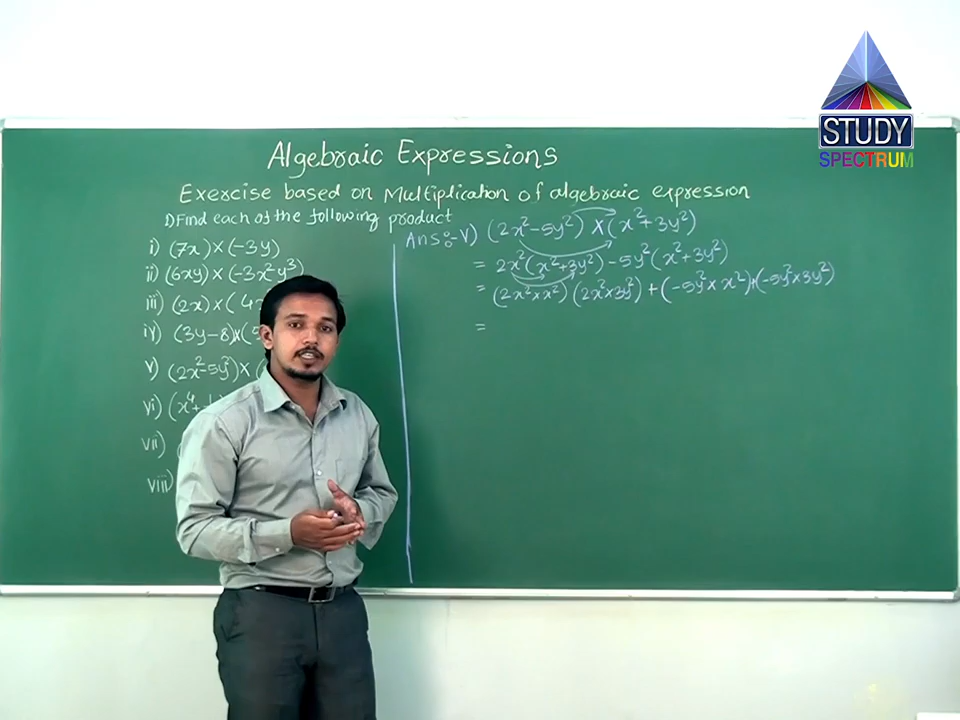 STUDY
SPECTRUM
Algebraic Expressions
Exercise based on Multiplication of algebraic expression
1) Find each of the following product
i) (7x) × (-3y)
ii) (6xy) × (-3x²y³)
iii) (2x) × (4
iv) (3y-8) × (5
v) (2x²-5y²) ×
vi) (x⁴+
vii)
viii)
Ans:- v) (2x²-5y²) × (x²+3y²)
= 2x²(x²+3y²) -5y²(x²+3y²)
= (2x²×x²) (2x²×3y²) + (-5y²×x²)+(-5y²×3y²)
=